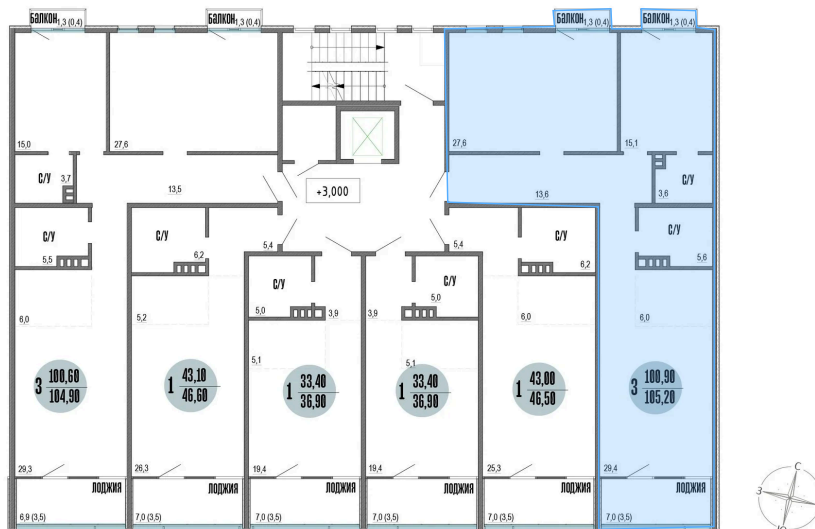 БАЛКОН 1,3 (0,4)
БАЛКОН 1,3 (0,4)
БАЛКОН 1,3 (0,4)
БАЛКОН 1,3 (0,4)
15,0
27,6
27,6
15,1
С/У
3,7
13,5
+3,000
13,6
С/У
3,6
С/У
5,5
С/У
6,2
5,4
5,4
С/У
6,2
С/У
5,6
С/У
5,0
3,9
3,9
С/У
5,0
6,0
5,2
5,1
5,1
6,0
6,0
3 100,60
104,90
1 43,10
46,60
1 33,40
36,90
1 33,40
36,90
1 43,00
46,50
3 100,90
105,20
29,3
26,3
19,4
19,4
25,3
29,4
ЛОДЖИЯ
ЛОДЖИЯ
ЛОДЖИЯ
ЛОДЖИЯ
ЛОДЖИЯ
ЛОДЖИЯ
6,9 (3,5)
7,0 (3,5)
7,0 (3,5)
7,0 (3,5)
7,0 (3,5)
7,0 (3,5)
С
З
Ю